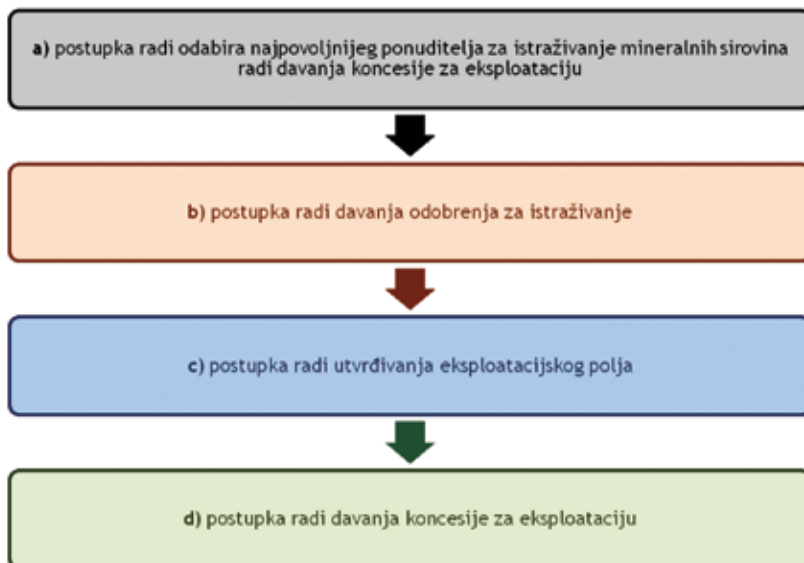 a) postupka radi odabira najpovoljnijeg ponuditelja za istraživanje mineralnih sirovina
radi davanja koncesije za eksploataciju
b) postupka radi davanja odobrenja za istraživanje
c) postupka radi utvrđivanja eksploatacijskog polja
d) postupka radi davanja koncesije za eksploataciju